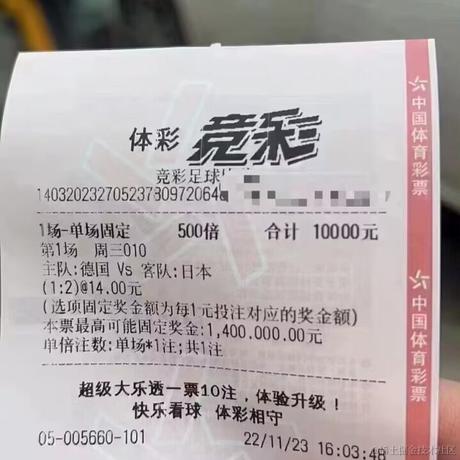 体彩 竞彩
竞彩足球
140320232705237809720​64
1场-单场固定 500倍 合计 10000元
第1场 周三010
主队:德国 Vs 客队:日本
(1:2)@14.00元
(选项固定奖金额为每1元投注对应的奖金额)
本票最高可能固定奖金:1,400,000.00元
单倍注数:单场*1注;共1注
超级大乐透一票10注，体验升级！
快乐看球 体彩相守
05-005660-101 22/11/23 16:03:4
中国体育彩票
中国体育彩票